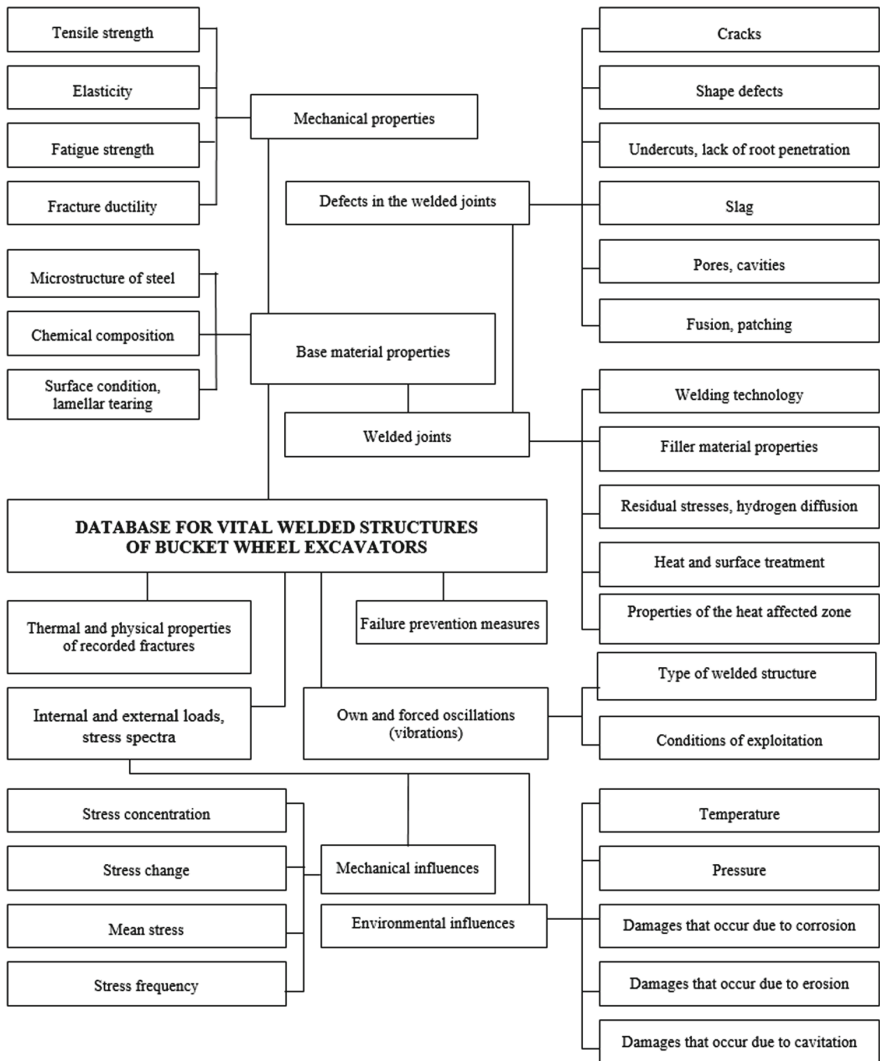 Tensile strength
Elasticity
Fatigue strength
Fracture ductility
Mechanical properties
Microstructure of steel
Chemical composition
Surface condition,
lamellar tearing
Base material properties
Defects in the welded joints
Cracks
Shape defects
Undercuts, lack of root penetration
Slag
Pores, cavities
Fusion, patching
Welded joints
Welding technology
Filler material properties
Residual stresses, hydrogen diffusion
Heat and surface treatment
Properties of the heat affected zone
DATABASE FOR VITAL WELDED STRUCTURES
OF BUCKET WHEEL EXCAVATORS
Thermal and physical properties
of recorded fractures
Failure prevention measures
Internal and external loads,
stress spectra
Own and forced oscillations
(vibrations)
Type of welded structure
Conditions of exploitation
Stress concentration
Stress change
Mean stress
Stress frequency
Mechanical influences
Environmental influences
Temperature
Pressure
Damages that occur due to corrosion
Damages that occur due to erosion
Damages that occur due to cavitation